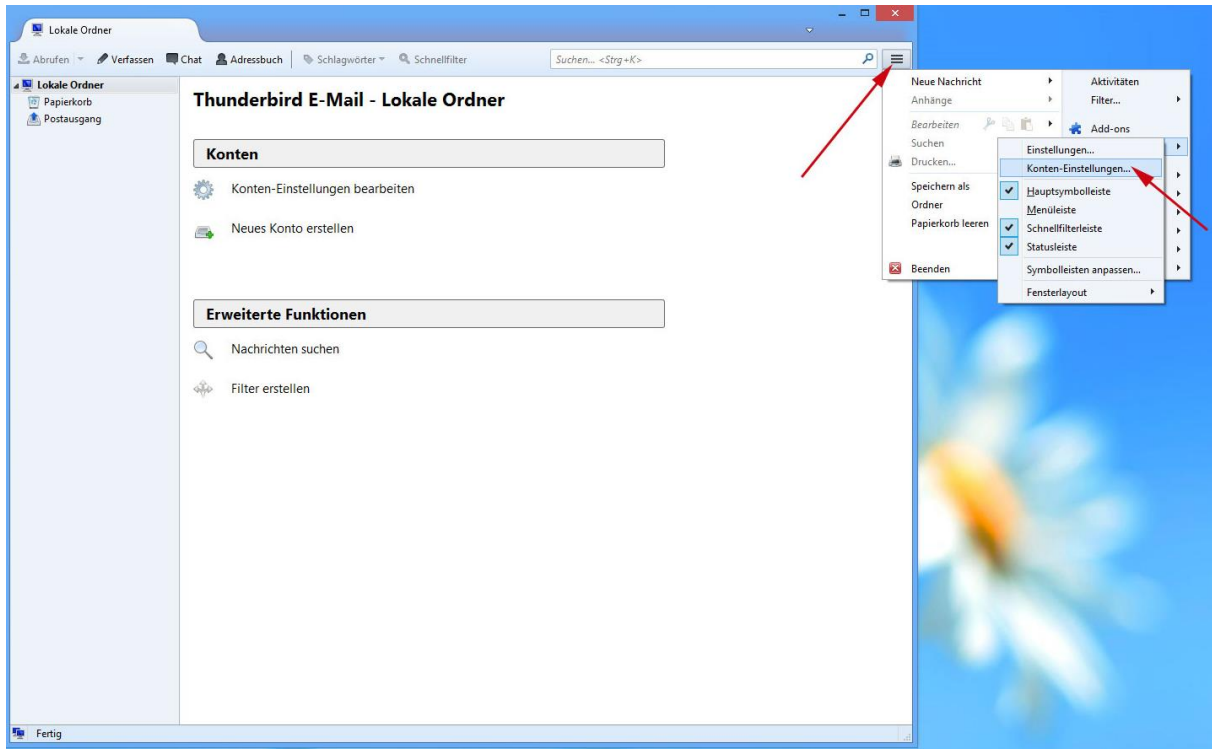 Lokale Ordner
Abrufen Verfassen Chat Adressbuch Schlagwörter Schnellfilter Suchen... <Strg+K>
Lokale Ordner
Papierkorb
Postausgang
Thunderbird E-Mail - Lokale Ordner
Konten
Konten-Einstellungen bearbeiten
Neues Konto erstellen
Erweiterte Funktionen
Nachrichten suchen
Filter erstellen
Neue Nachricht
Anhänge
Bearbeiten
Suchen
Drucken...
Speichern als
Ordner
Papierkorb leeren
Beenden
Aktivitäten
Filter...
Add-ons
Einstellungen...
Konten-Einstellungen...
Hauptsymbolleiste
Menüleiste
Schnellfilterleiste
Statusleiste
Symbolleisten anpassen...
Fensterlayout
Fertig